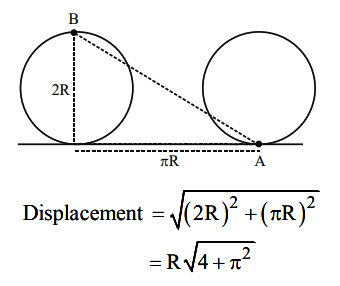 B
2R
πR
A
Displacement = √((2R)² + (πR)²)
= R√(4 + π²)